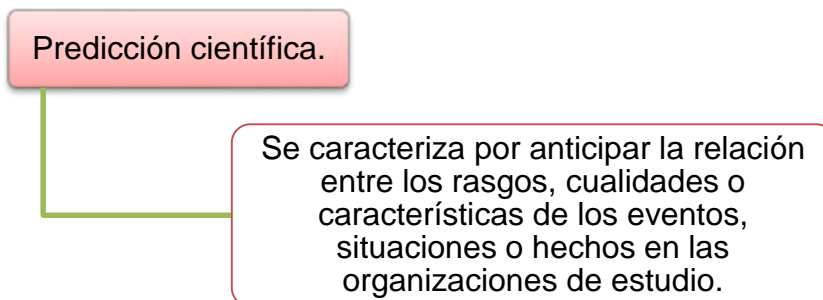 Predicción científica.
Se caracteriza por anticipar la relación
entre los rasgos, cualidades o
características de los eventos,
situaciones o hechos en las
organizaciones de estudio.